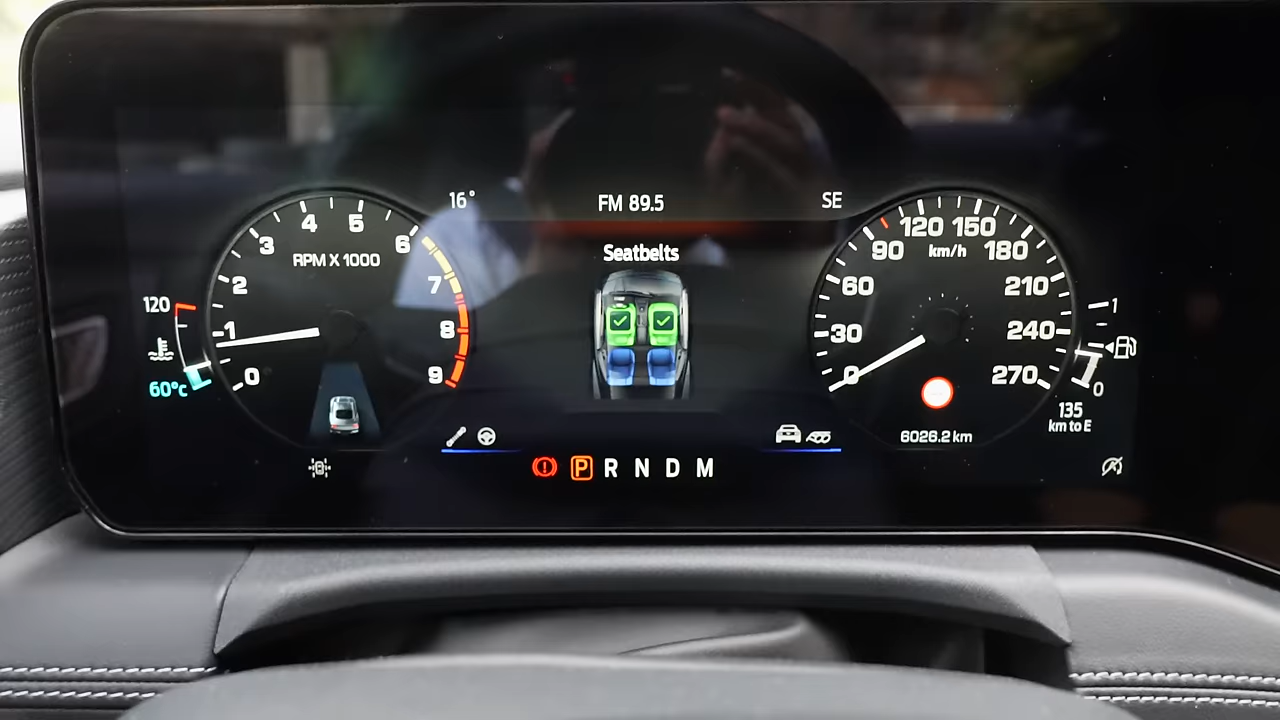 16° FM 89.5 SE
Seatbelts
0 1 2 3 4 5 6 7 8 9
RPM X 1000
120
60°C
0 30 60 90 120 150 180 210 240 270
km/h
6026.2 km
1
0
135
km to E
P R N D M